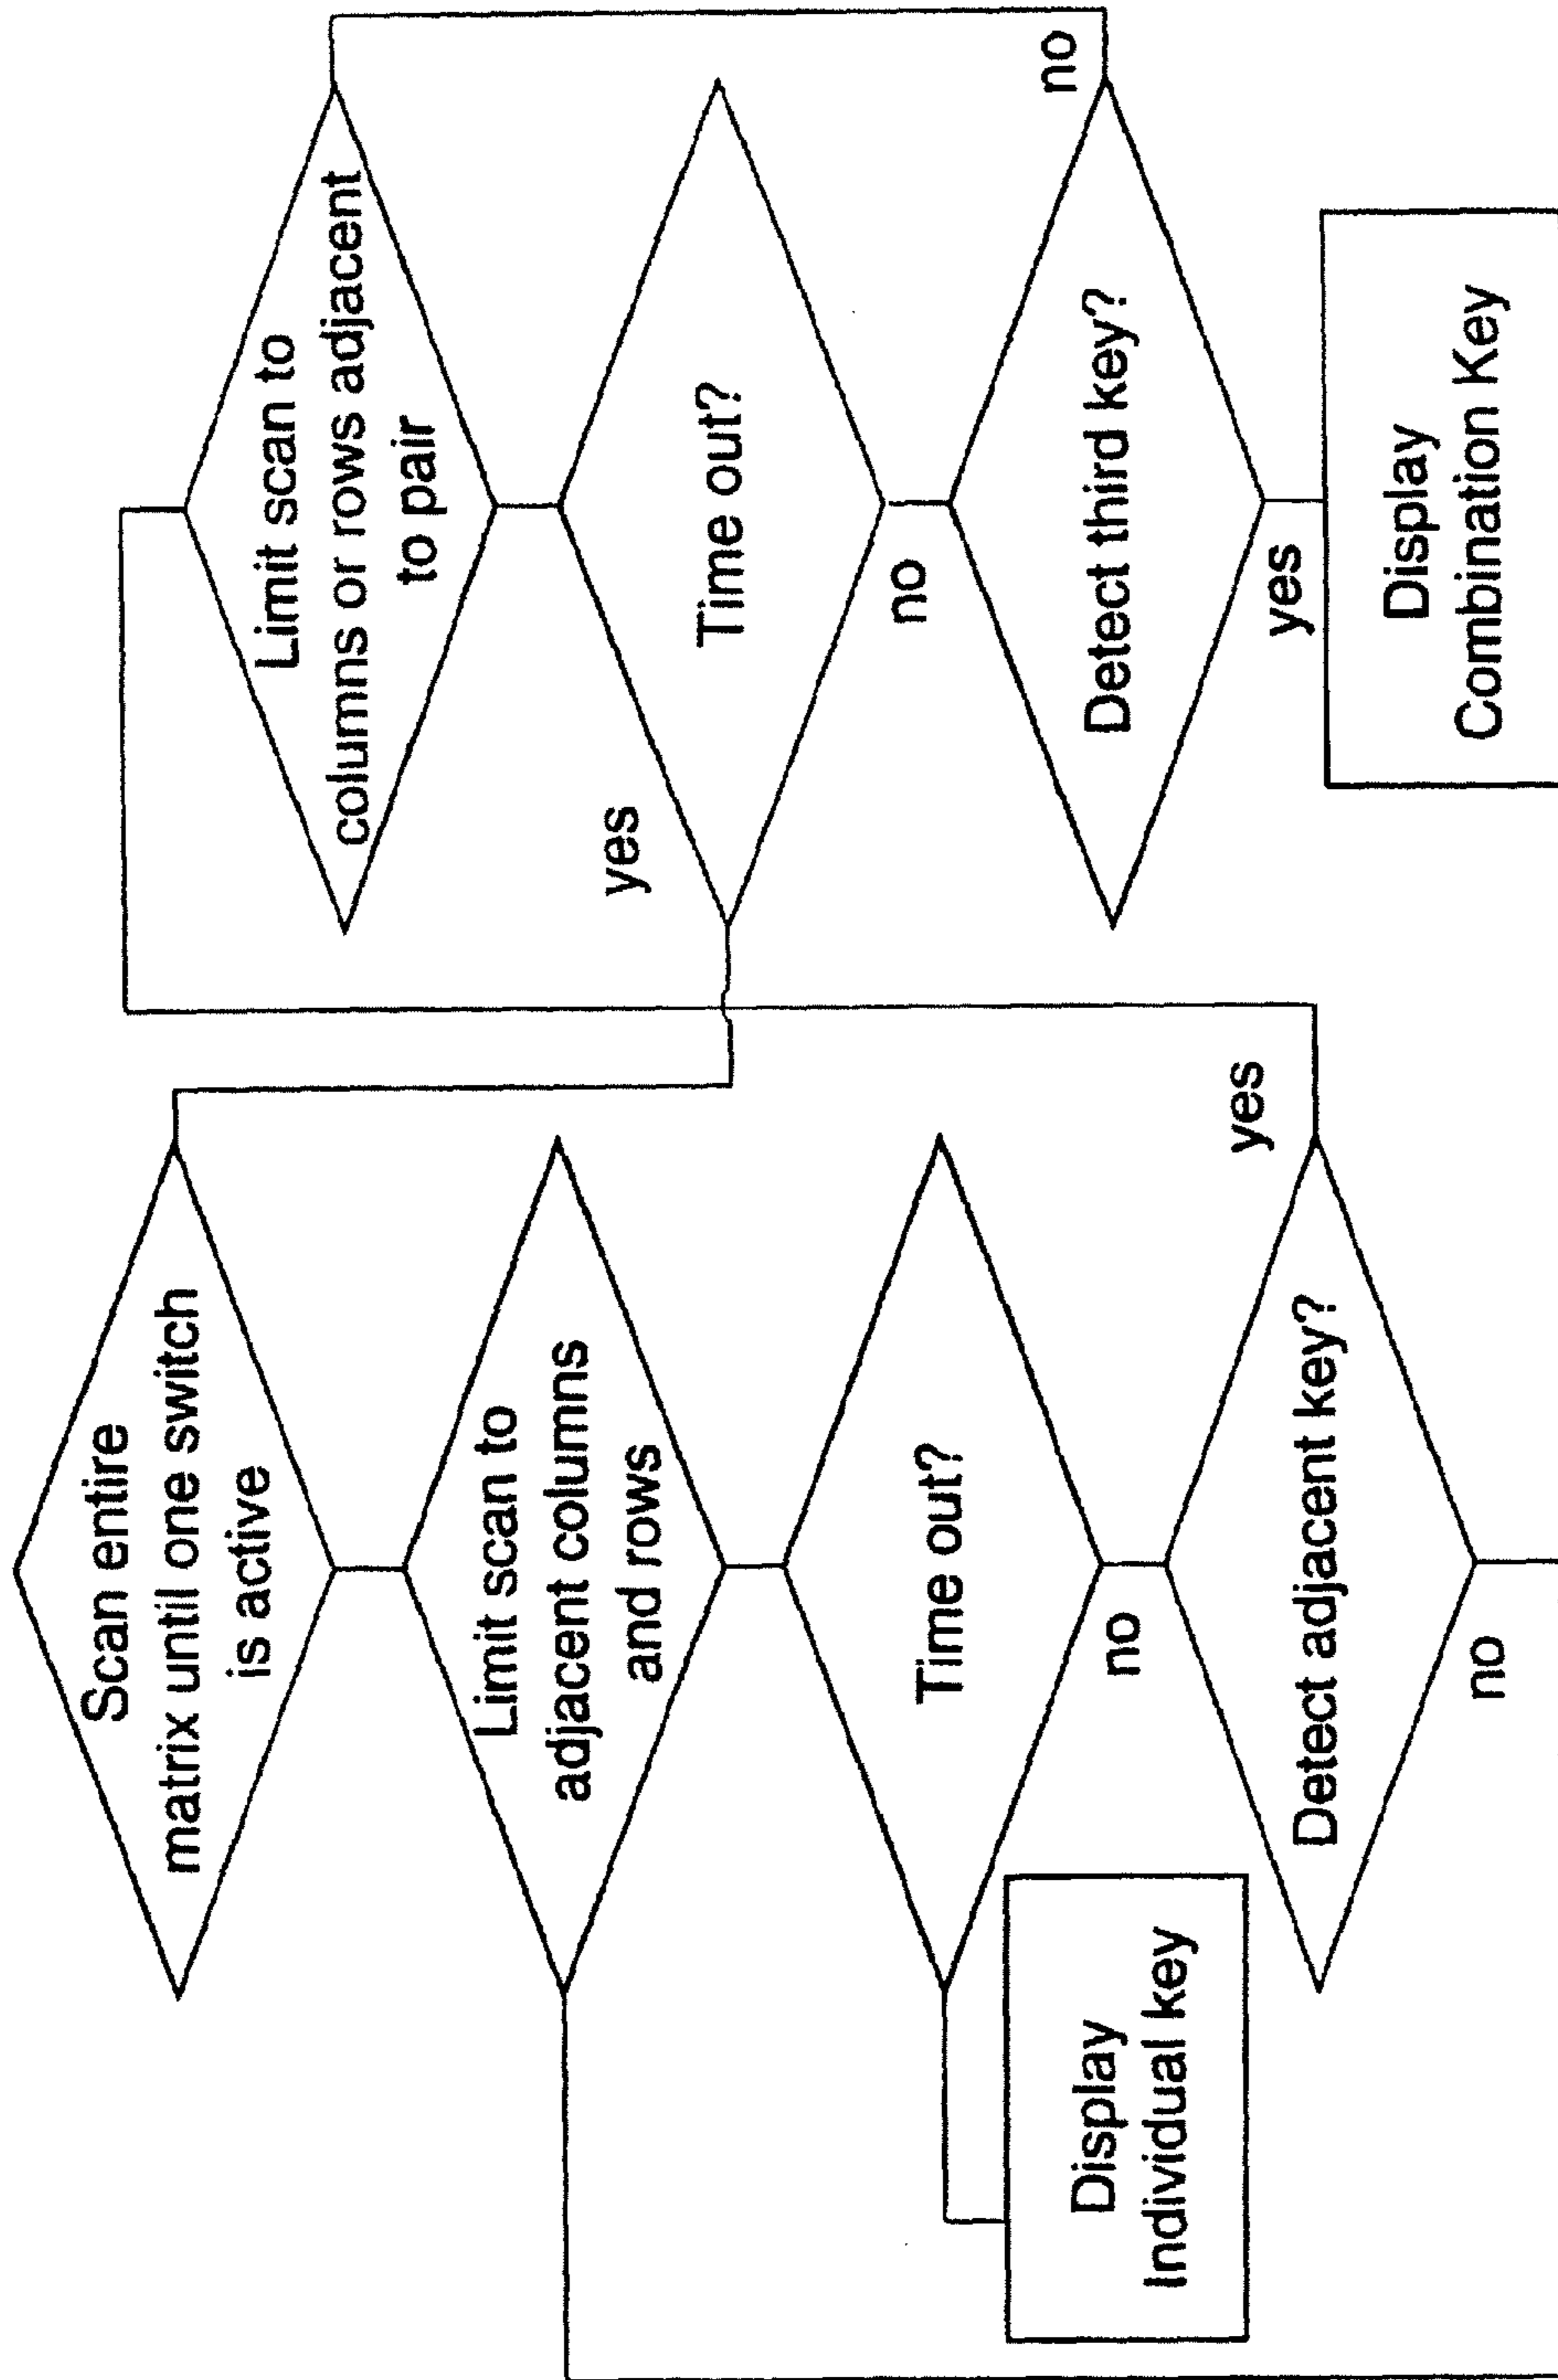 Scan entire
matrix until one switch
is active
Limit scan to
adjacent columns
and rows
Time out?
no
Display
Individual key
Detect adjacent key?
yes
no
Limit scan to
columns or rows adjacent
to pair
Time out?
yes
no
Detect third key?
no
yes
Display
Combination Key